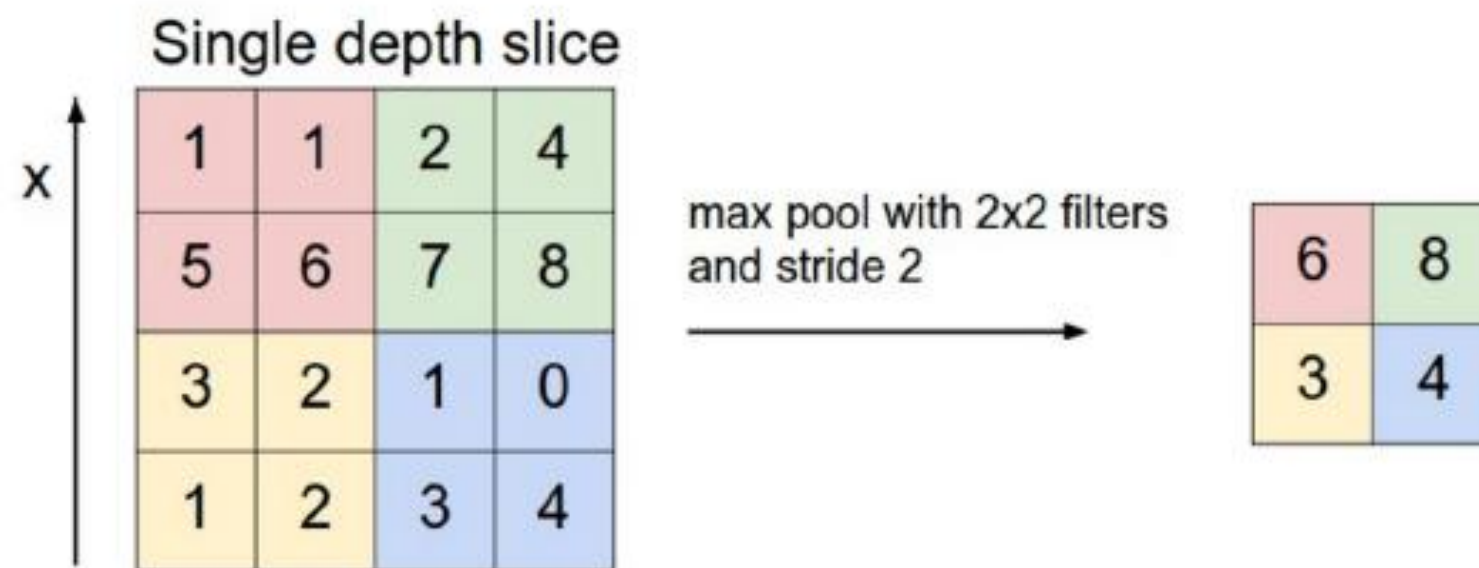 Single depth slice
x
1 1 2 4
5 6 7 8
3 2 1 0
1 2 3 4
max pool with 2x2 filters
and stride 2
6 8
3 4